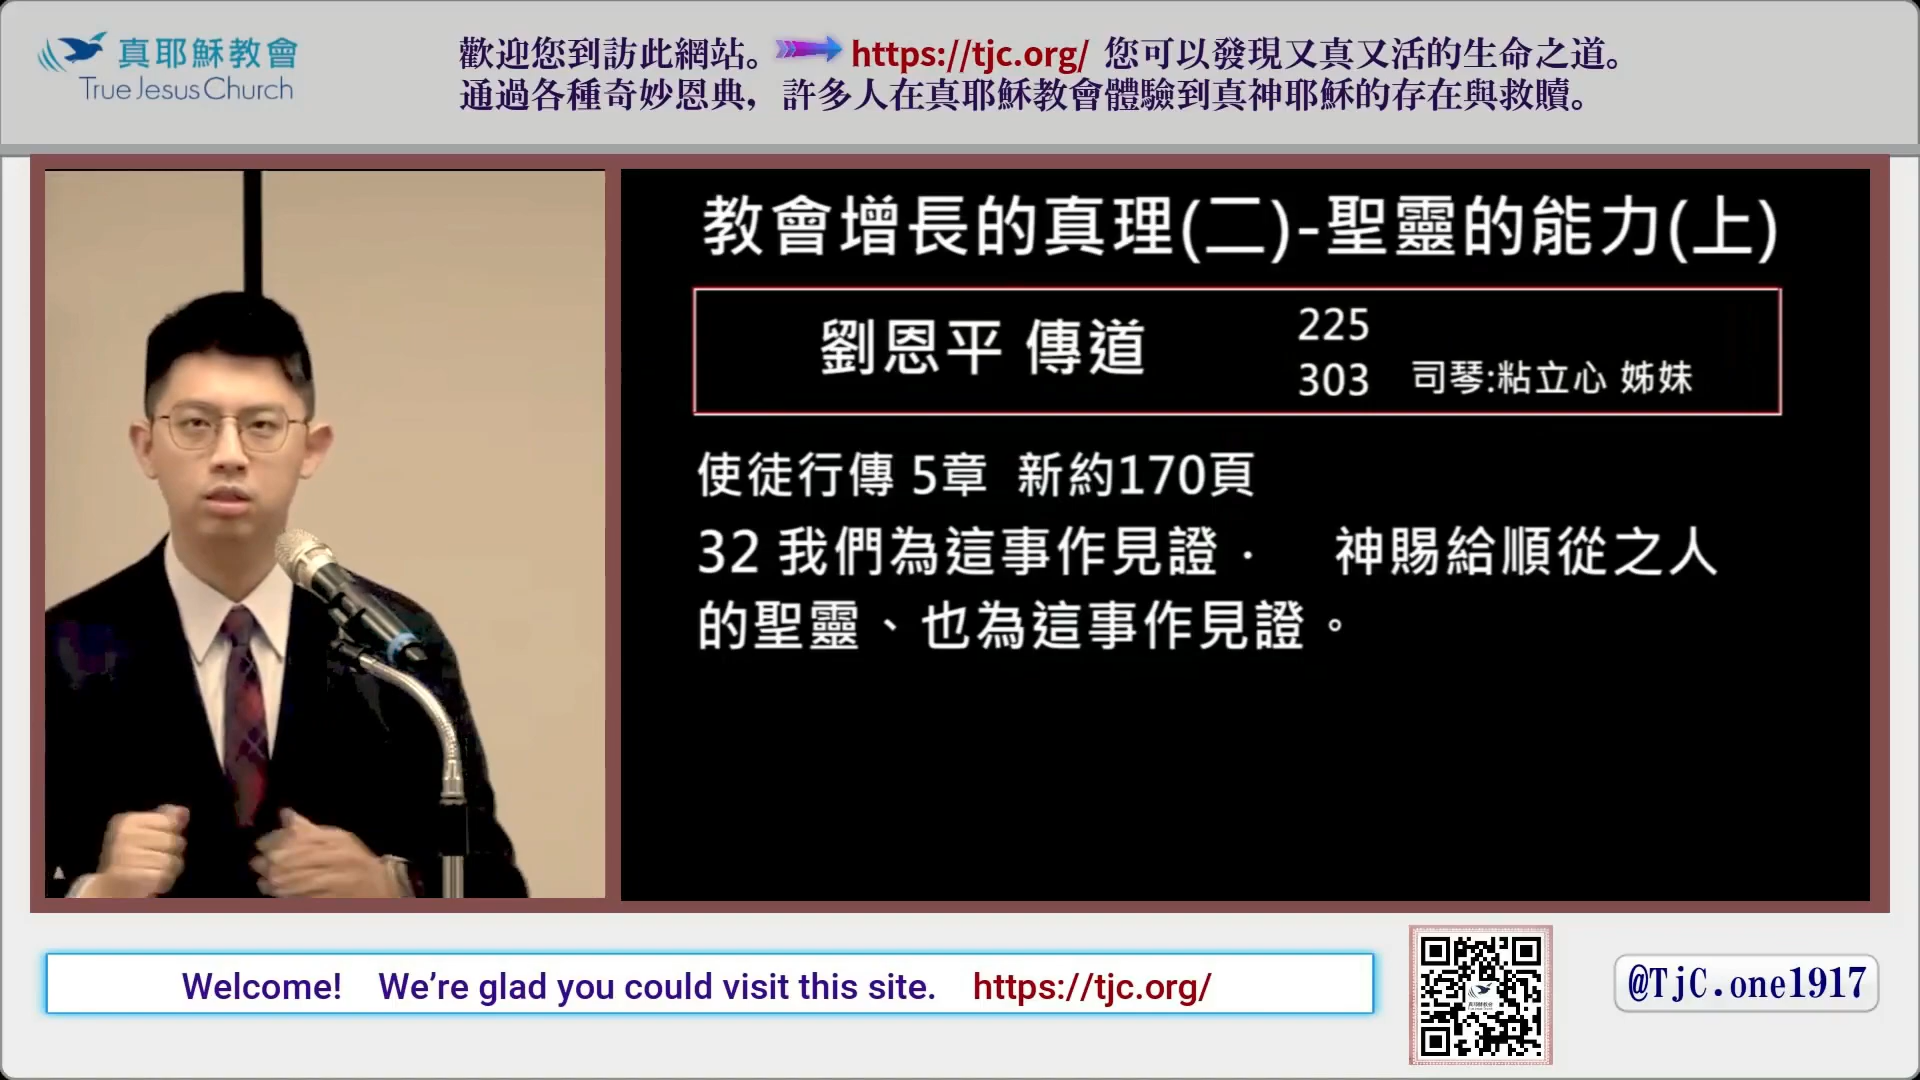 真耶穌教會
True Jesus Church
歡迎您到訪此網站。 https://tjc.org/ 您可以發現又真又活的生命之道。
通過各種奇妙恩典，許多人在真耶穌教會體驗到真神耶穌的存在與救贖。
教會增長的真理(二)-聖靈的能力(上)
劉恩平 傳道
225
303 司琴:粘立心 姊妹
使徒行傳 5章 新約170頁
32 我們為這事作見證．　神賜給順從之人
的聖靈、也為這事作見證。
Welcome! We’re glad you could visit this site. https://tjc.org/
@TjC.one1917